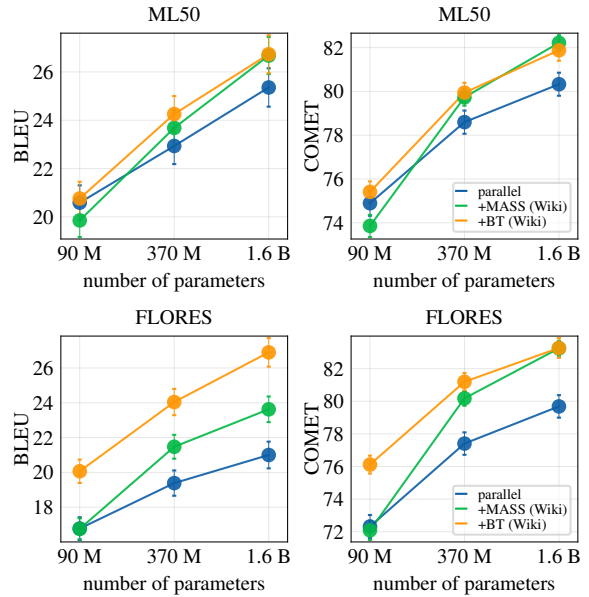 ML50
BLEU
26
24
22
20
90 M
370 M
1.6 B
number of parameters
ML50
COMET
82
80
78
76
74
parallel
+MASS (Wiki)
+BT (Wiki)
90 M
370 M
1.6 B
number of parameters
FLORES
BLEU
26
24
22
20
18
90 M
370 M
1.6 B
number of parameters
FLORES
COMET
82
80
78
76
74
72
parallel
+MASS (Wiki)
+BT (Wiki)
90 M
370 M
1.6 B
number of parameters